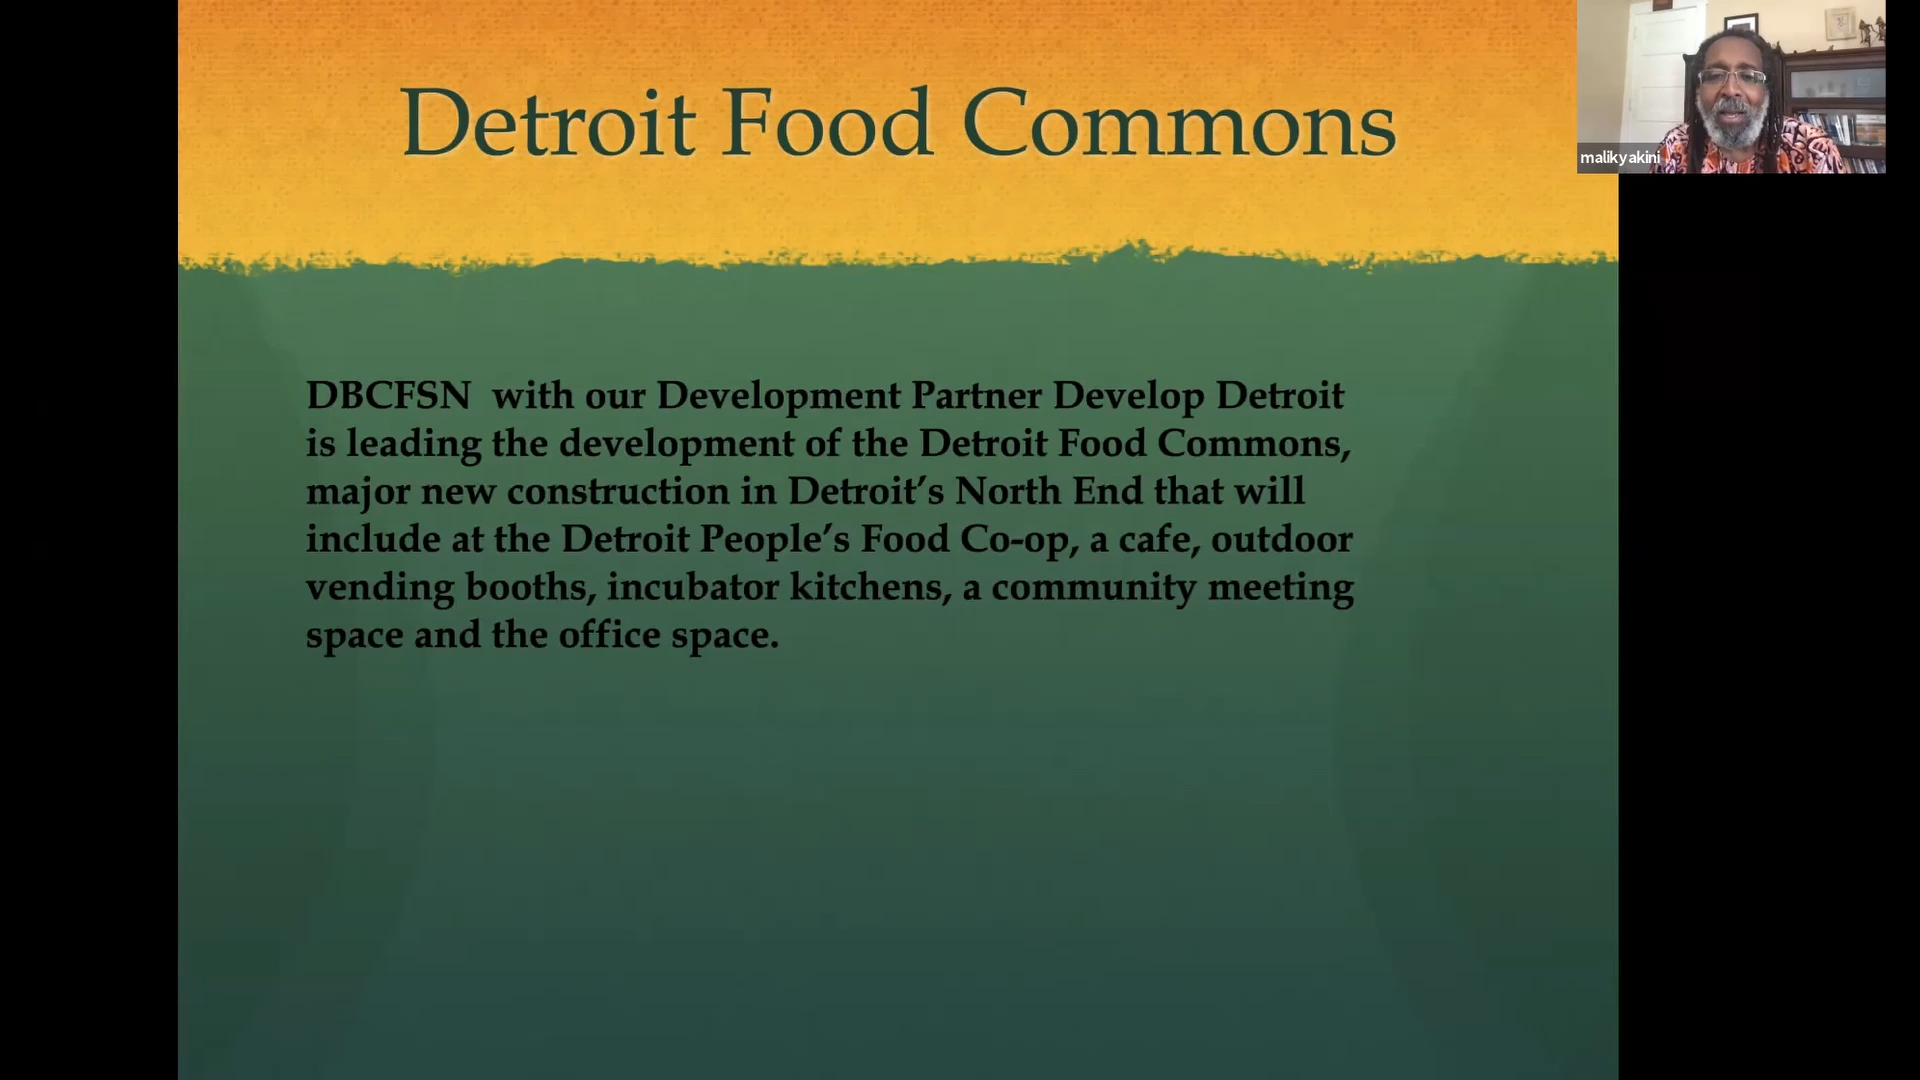 Detroit Food Commons
malikyakini
DBCFSN with our Development Partner Develop Detroit
is leading the development of the Detroit Food Commons,
major new construction in Detroit’s North End that will
include at the Detroit People’s Food Co-op, a cafe, outdoor
vending booths, incubator kitchens, a community meeting
space and the office space.